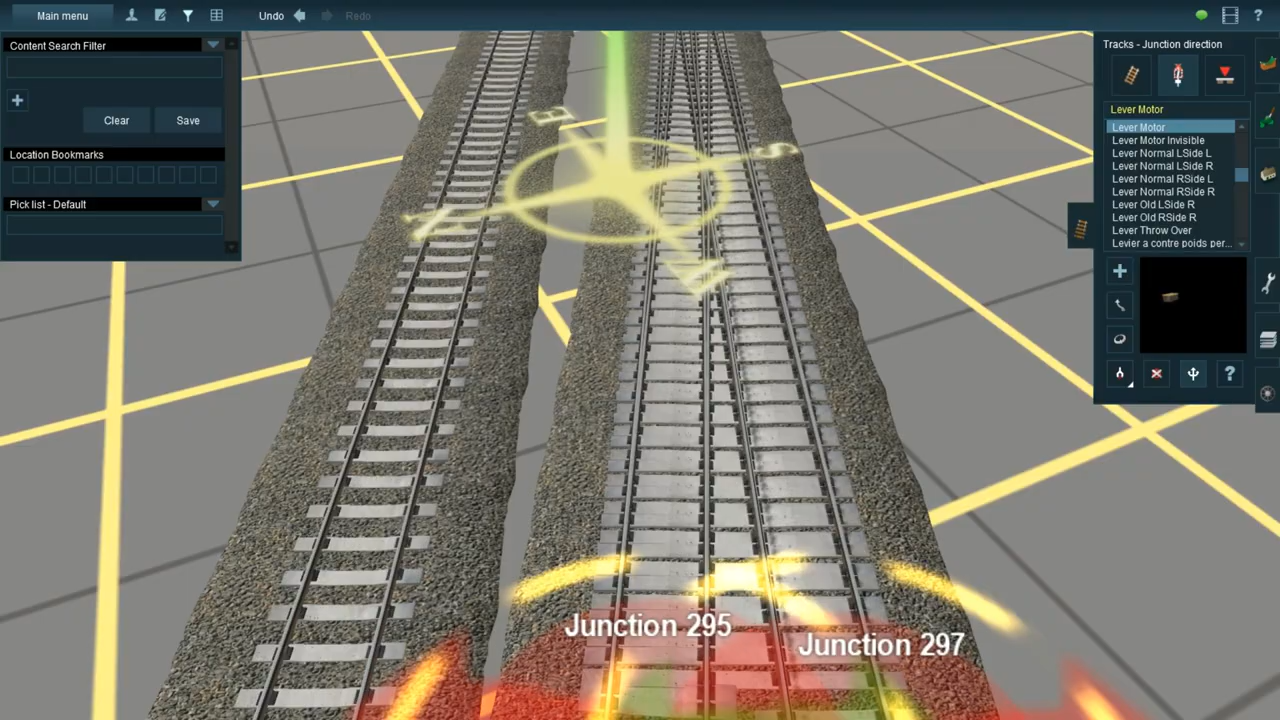 Main menu
Undo
Redo
?
Content Search Filter
Clear
Save
Location Bookmarks
Pick list - Default
Tracks - Junction direction
Lever Motor
Lever Motor
Lever Motor Invisible
Lever Normal LSide L
Lever Normal LSide R
Lever Normal RSide L
Lever Normal RSide R
Lever Old LSide R
Lever Old RSide R
Lever Throw Over
Levier a contre poids per...
?
E
S
N
W
Junction 295
Junction 297